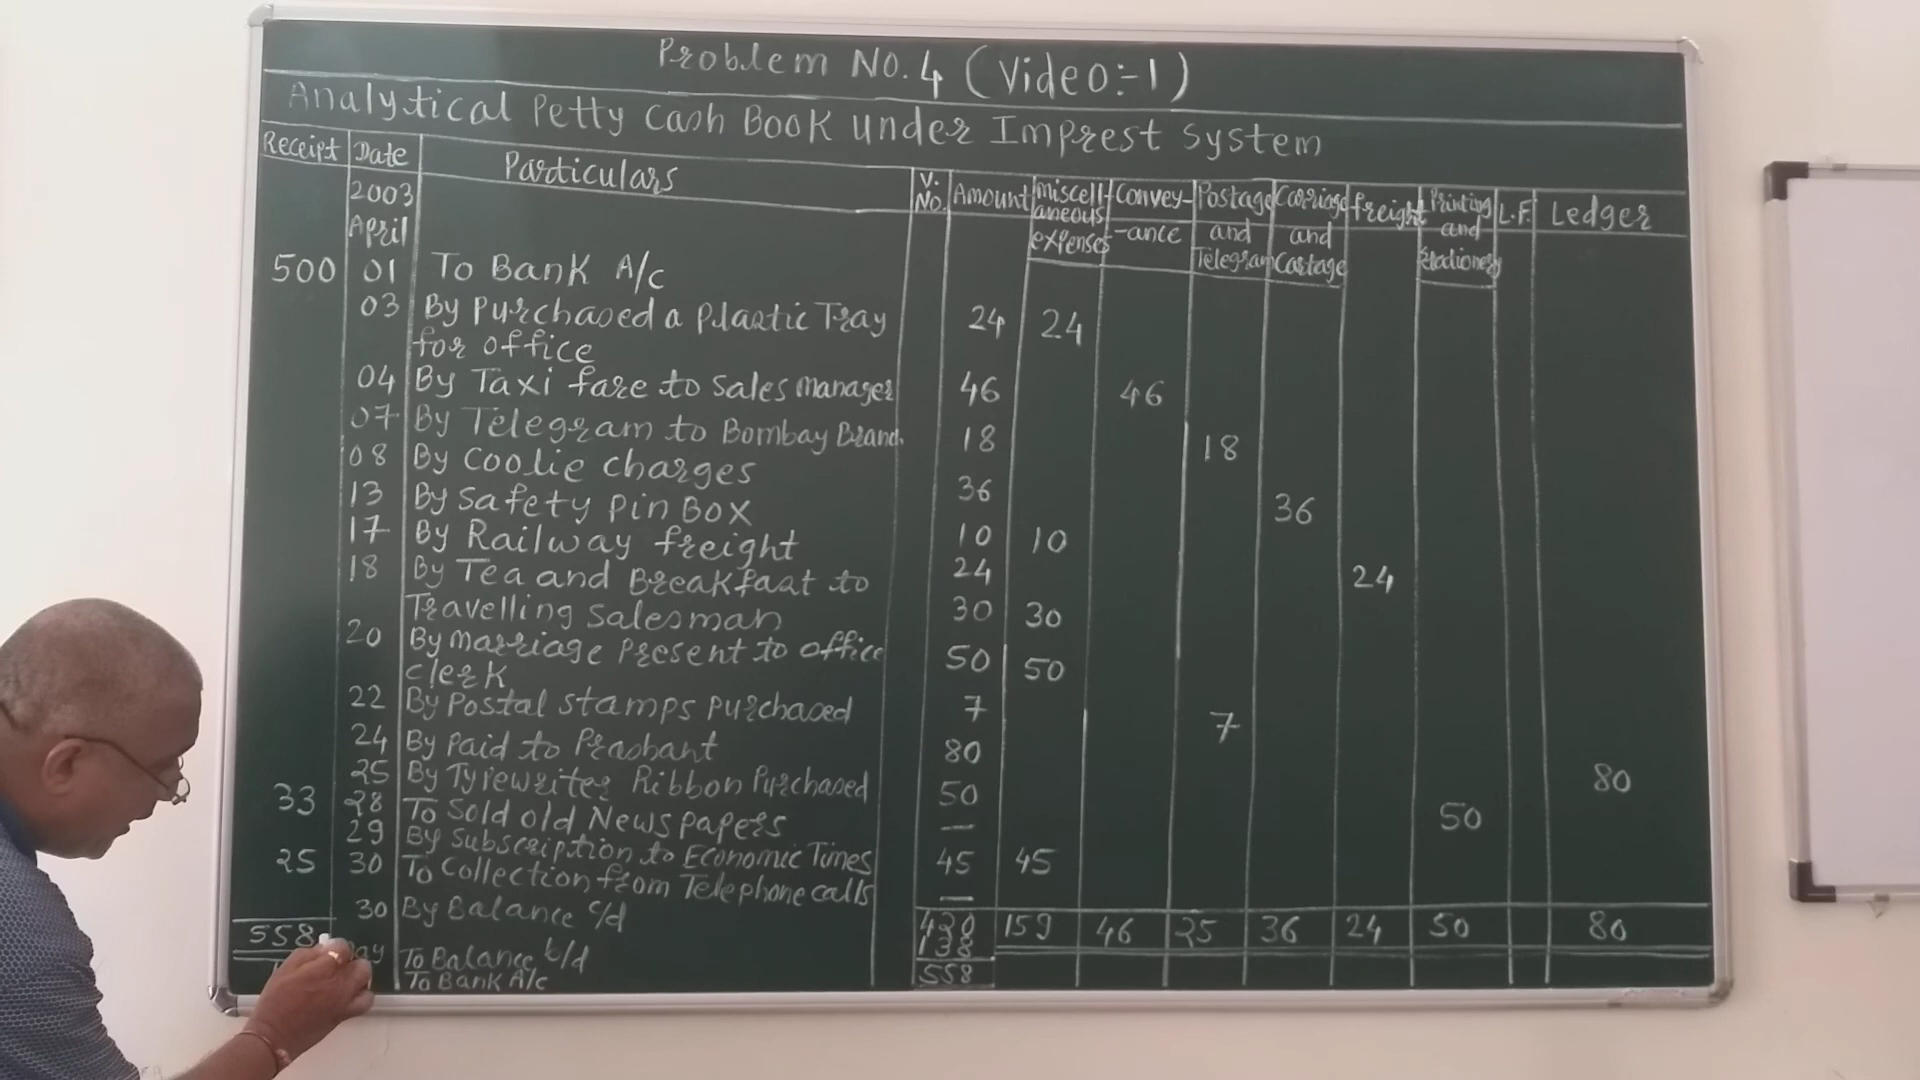 Problem No. 4 (Video:-1)
Analytical Petty Cash Book under Imprest System
Receipt Date Particulars V. No. Amount Miscell-aneous expenses Convey-ance Postage and Telegram Carriage and Cartage freight Printing and Stationery L.F. Ledger
2003
April
500 01 To Bank A/c
03 By Purchased a Plastic Tray 24 24
for office
04 By Taxi fare to Sales manager 46 46
07 By Telegram to Bombay Branch 18 18
08 By Coolie charges 36 36
13 By Safety pin Box 10 10
17 By Railway freight 24 24
18 By Tea and Breakfast to
Travelling salesman 30 30
20 By marriage Present to office
clerk 50 50
22 By Postal stamps purchased 7 7
24 By Paid to Prashant 80 80
25 By Tyrewriter Ribbon Purchased 50 50
33 28 To Sold old News papers —
29 By Subscription to Economic Times 45 45
25 30 To Collection from Telephone calls —
30 By Balance c/d
420 159 46 25 36 24 50 80
558 138
To Balance b/d
To Bank A/c 558